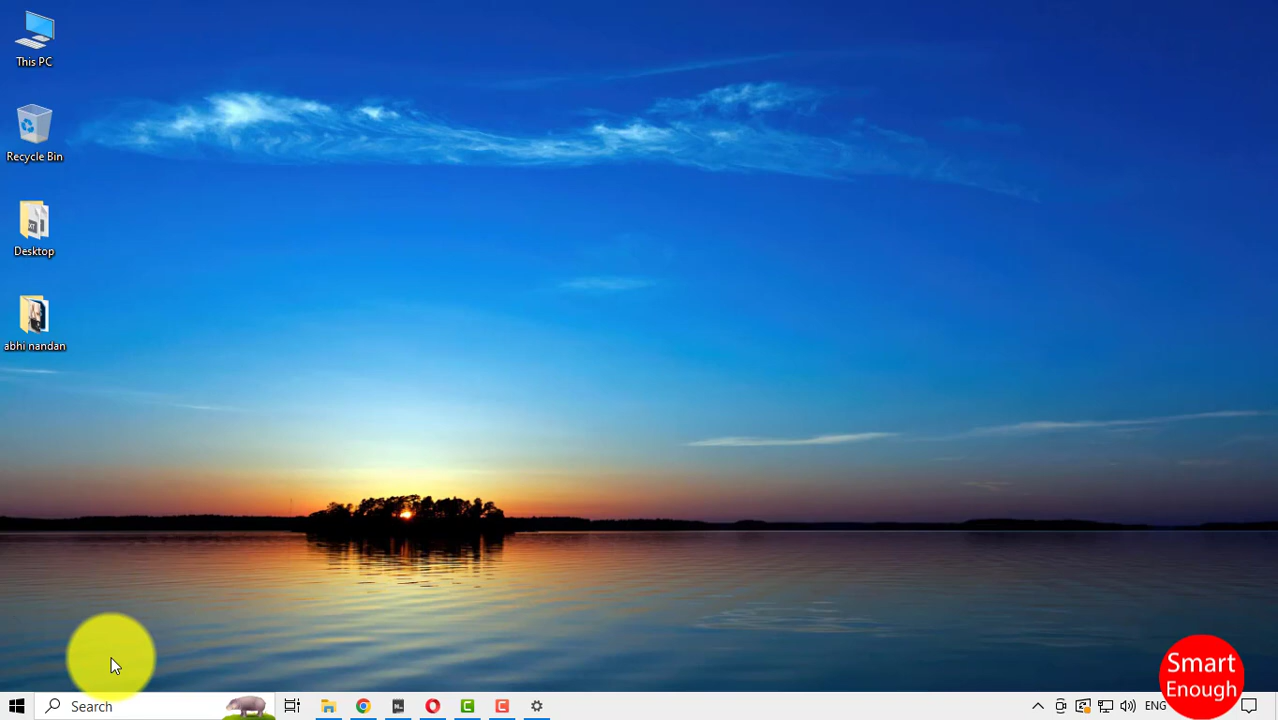 This PC
Recycle Bin
Desktop
abhi nandan
Search
ENG
Smart
Enough